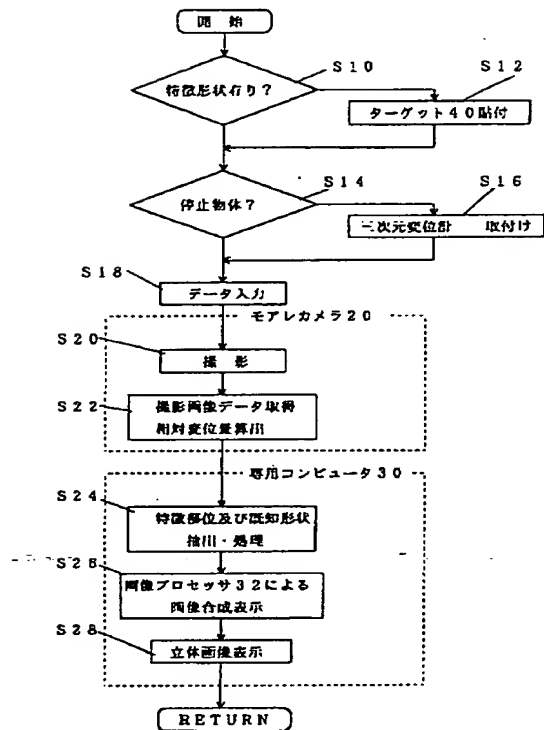 開 始
S10
特徴形状有り？
S12
ターゲット40貼付
S14
停止物体？
S16
三次元変位計 取付け
S18
データ入力
モアレカメラ20
S20
撮 影
S22
撮影画像データ取得
相対変位量算出
専用コンピュータ30
S24
特徴部位及び既知形状
抽出・処理
S26
画像プロセッサ32による
画像合成表示
S28
立体画像表示
RETURN